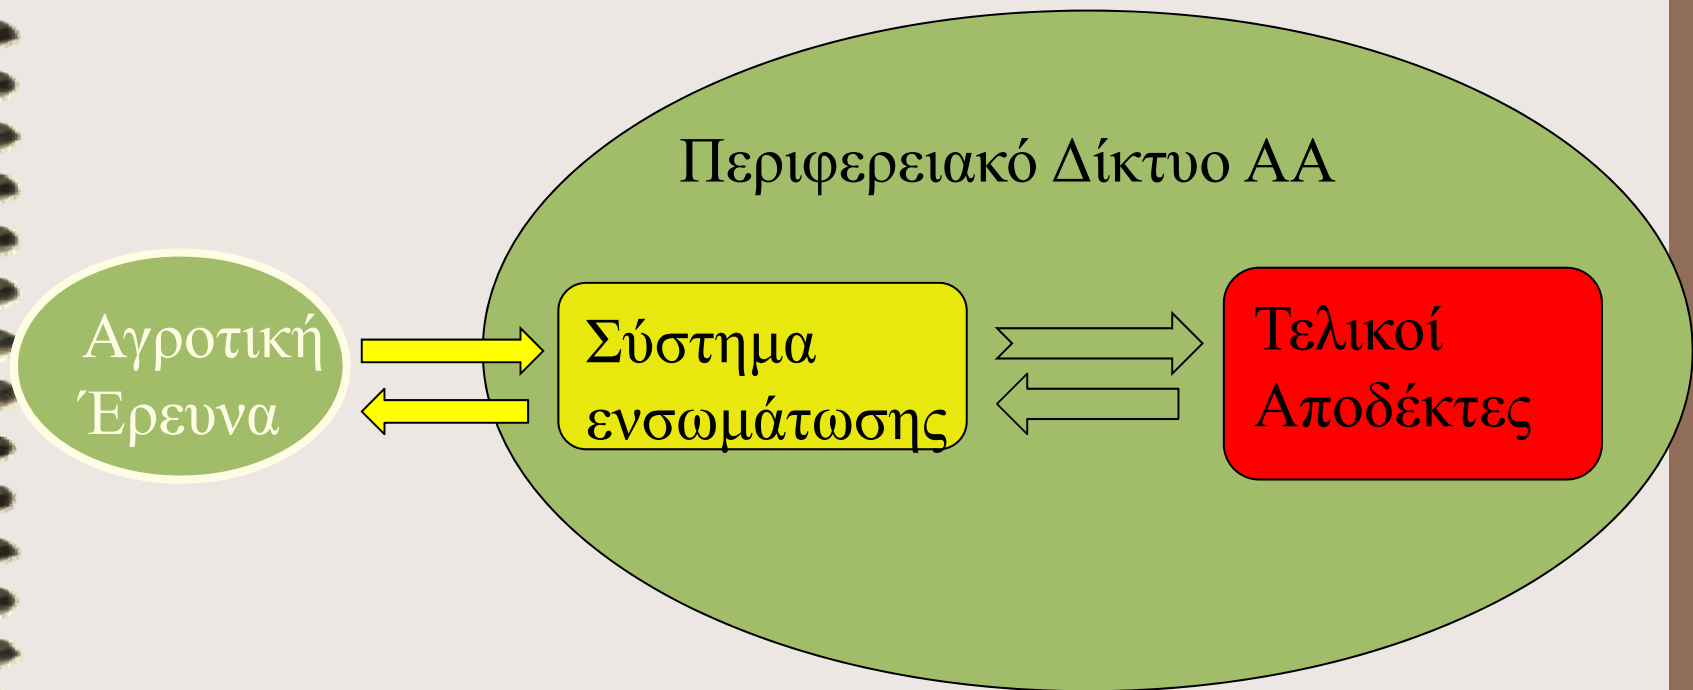 Περιφερειακό Δίκτυο ΑΑ
Αγροτική
Έρευνα
Σύστημα
ενσωμάτωσης
Τελικοί
Αποδέκτες